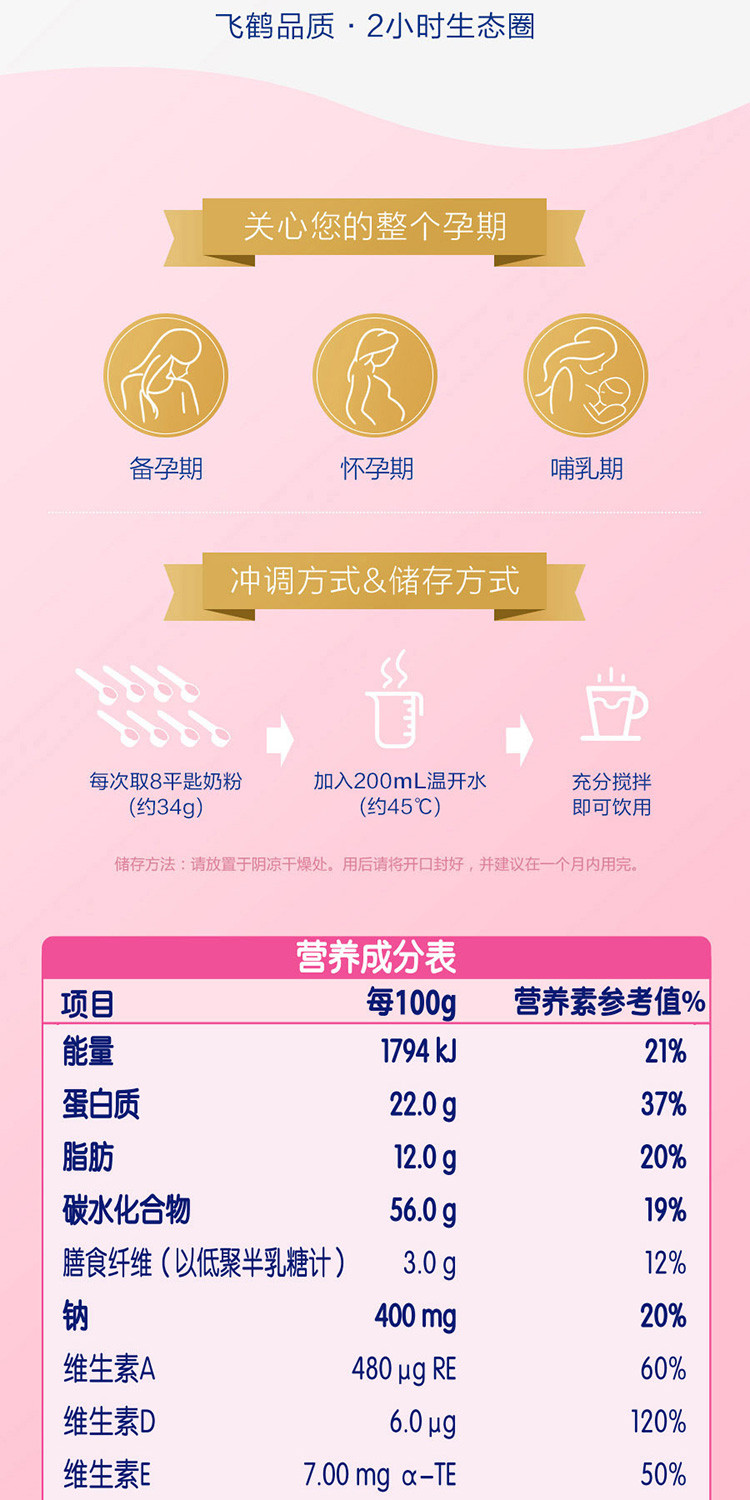 飞鹤品质·2小时生态圈
关心您的整个孕期
备孕期 怀孕期 哺乳期
冲调方式&储存方式
每次取8平匙奶粉 加入200mL温开水 充分搅拌
(约34g) (约45℃) 即可饮用
储存方法：请放置于阴凉干燥处。用后请将开口封好，并建议在一个月内用完。
营养成分表
项目 每100g 营养素参考值%
能量 1794 kJ 21%
蛋白质 22.0 g 37%
脂肪 12.0 g 20%
碳水化合物 56.0 g 19%
膳食纤维（以低聚半乳糖计） 3.0 g 12%
钠 400 mg 20%
维生素A 480 μg RE 60%
维生素D 6.0 μg 120%
维生素E 7.00 mg α-TE 50%